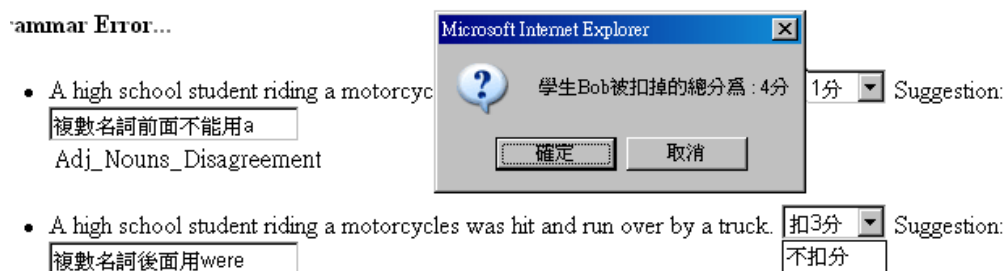 ammar Error...
Microsoft Internet Explorer
學生Bob被扣掉的總分為 : 4分
確定 取消
A high school student riding a motorcyc 1分 Suggestion:
複數名詞前面不能用a
Adj_Nouns_Disagreement
A high school student riding a motorcycles was hit and run over by a truck. 扣3分 Suggestion:
複數名詞後面用were 不扣分